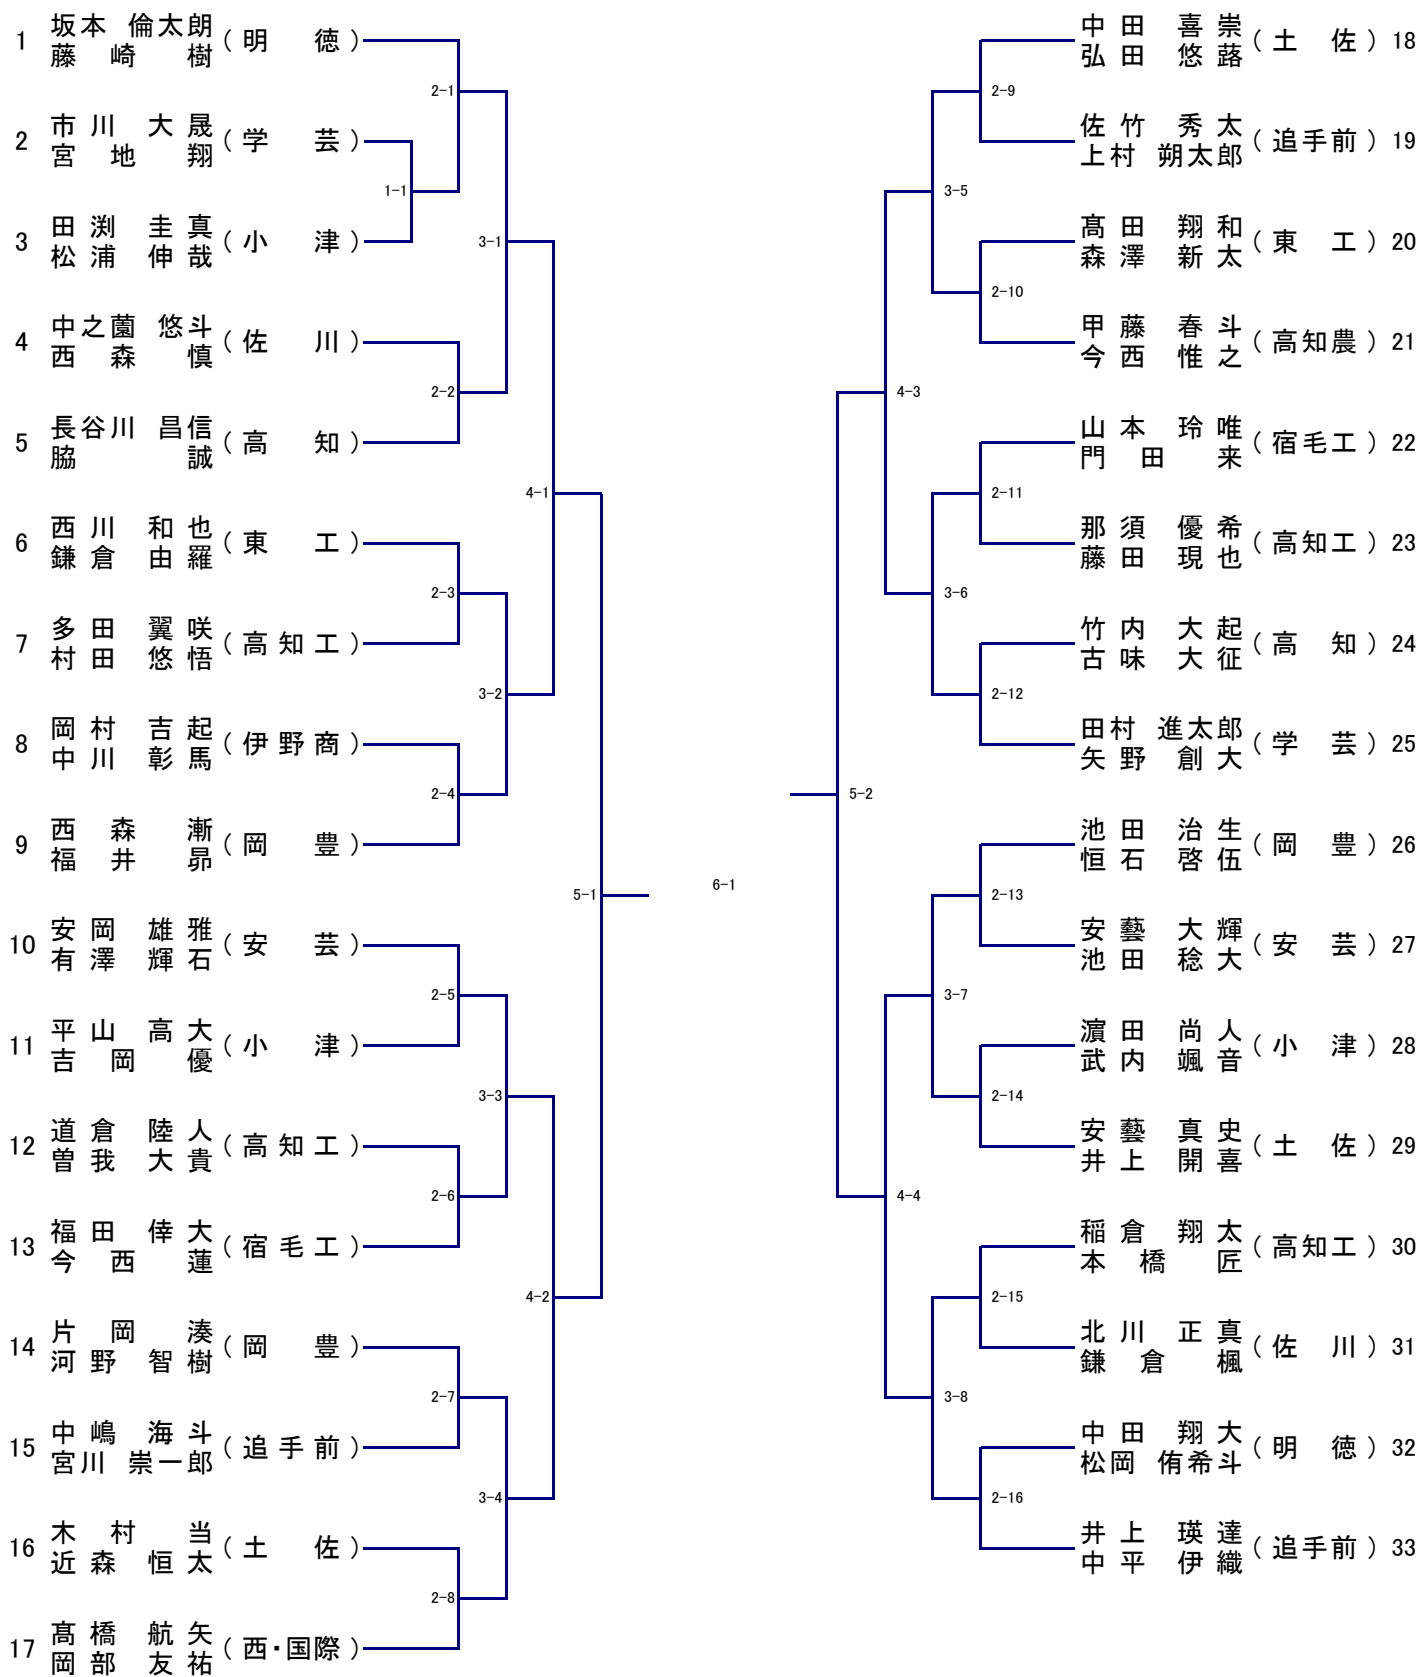 1 坂本 倫太朗
藤崎樹 (明徳)
2 市川大晟
宮地翔 (学芸)
3 田渕圭真
松浦伸哉 (小津)
4 中之薗 悠斗
西森慎 (佐川)
5 長谷川 昌信
脇誠 (高知)
6 西川和也
鎌倉由羅 (東工)
7 多田翼咲
村田悠悟 (高知工)
8 岡村吉起
中川彰馬 (伊野商)
9 西森漸
福井昴 (岡豊)
10 安岡雄雅
有澤輝石 (安芸)
11 平山高大
吉岡優 (小津)
12 道倉陸人
曽我大貴 (高知工)
13 福田倖大
今西蓮 (宿毛工)
14 片岡湊
河野智樹 (岡豊)
15 中嶋海斗
宮川 崇一郎 (追手前)
16 木村当
近森恒太 (土佐)
17 髙橋航矢
岡部友祐 (西・国際)
1-1
2-1
2-2
2-3
2-4
2-5
2-6
2-7
2-8
3-1
3-2
3-3
3-4
4-1
4-2
5-1
6-1
中田喜崇
弘田悠蕗 (土佐) 18
佐竹秀太
上村 朔太郎 (追手前) 19
髙田翔和
森澤新太 (東工) 20
甲藤春斗
今西惟之 (高知農) 21
山本玲唯
門田来 (宿毛工) 22
那須優希
藤田現也 (高知工) 23
竹内大起
古味大征 (高知) 24
田村 進太郎
矢野創大 (学芸) 25
池田治生
恒石啓伍 (岡豊) 26
安藝大輝
池田稔大 (安芸) 27
濵田尚人
武内颯音 (小津) 28
安藝真史
井上開喜 (土佐) 29
稲倉翔太
本橋匠 (高知工) 30
北川正真
鎌倉楓 (佐川) 31
中田翔大
松岡 侑希斗 (明徳) 32
井上瑛達
中平伊織 (追手前) 33
2-9
2-10
2-11
2-12
2-13
2-14
2-15
2-16
3-5
3-6
3-7
3-8
4-3
4-4
5-2